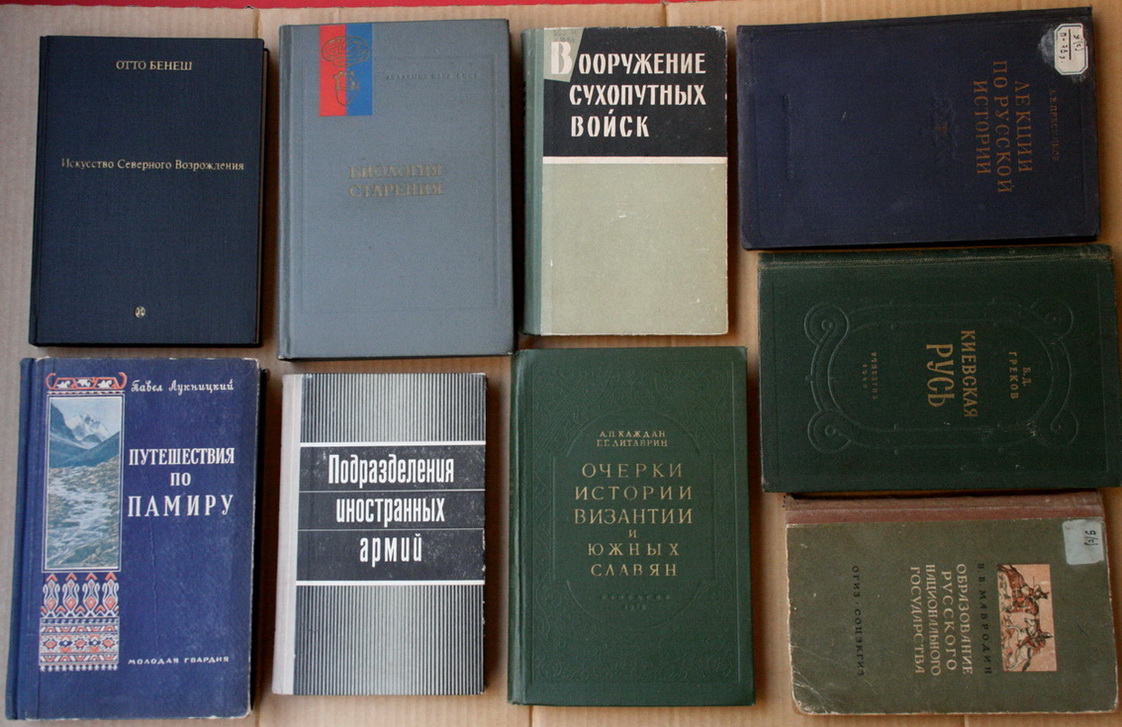 ОТТО БЕНЕШ
Искусство Северного Возрождения
БИОЛОГИЯ
СТАРЕНИЯ
ВООРУЖЕНИЕ
СУХОПУТНЫХ
ВОЙСК
ЛЕКЦИИ
ПО РУССКОЙ
ИСТОРИИ
Б.Д.
ГРЕКОВ
КИЕВСКАЯ
РУСЬ
Павел Лукницкий
ПУТЕШЕСТВИЯ
ПО
ПАМИРУ
МОЛОДАЯ ГВАРДИЯ
Подразделения
иностранных
армий
А.П. КАЖДАН
Г.Г. ЛИТАВРИН
ОЧЕРКИ
ИСТОРИИ
ВИЗАНТИИ
И
ЮЖНЫХ
СЛАВЯН
В.В. МАВРОДИН
ОБРАЗОВАНИЕ
РУССКОГО
НАЦИОНАЛЬНОГО
ГОСУДАРСТВА
ОГИЗ · СОЦЭКГИЗ